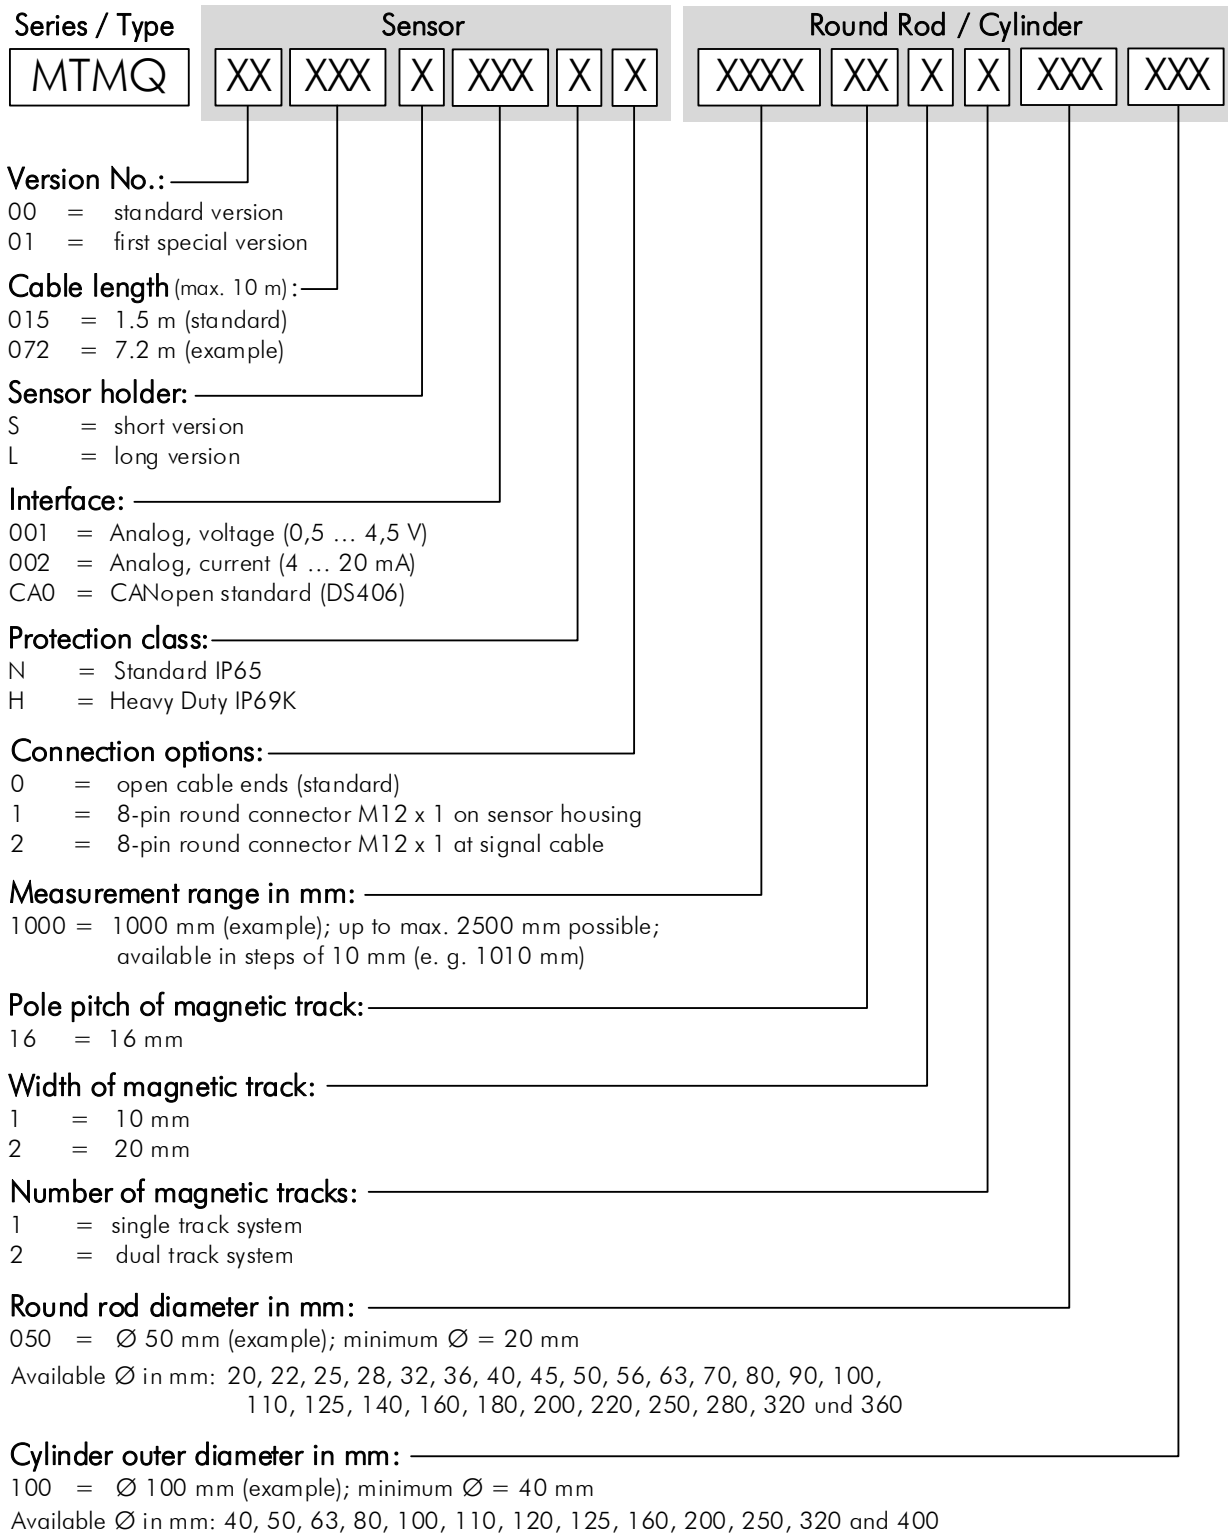 Series / Type Sensor Round Rod / Cylinder
MTMQ XX XXX X XXX X X XXXX XX X X XXX XXX
Version No.:
00 = standard version
01 = first special version
Cable length (max. 10 m):
015 = 1.5 m (standard)
072 = 7.2 m (example)
Sensor holder:
S = short version
L = long version
Interface:
001 = Analog, voltage (0,5 ... 4,5 V)
002 = Analog, current (4 ... 20 mA)
CA0 = CANopen standard (DS406)
Protection class:
N = Standard IP65
H = Heavy Duty IP69K
Connection options:
0 = open cable ends (standard)
1 = 8-pin round connector M12 x 1 on sensor housing
2 = 8-pin round connector M12 x 1 at signal cable
Measurement range in mm:
1000 = 1000 mm (example); up to max. 2500 mm possible;
available in steps of 10 mm (e. g. 1010 mm)
Pole pitch of magnetic track:
16 = 16 mm
Width of magnetic track:
1 = 10 mm
2 = 20 mm
Number of magnetic tracks:
1 = single track system
2 = dual track system
Round rod diameter in mm:
050 = Ø 50 mm (example); minimum Ø = 20 mm
Available Ø in mm: 20, 22, 25, 28, 32, 36, 40, 45, 50, 56, 63, 70, 80, 90, 100,
110, 125, 140, 160, 180, 200, 220, 250, 280, 320 und 360
Cylinder outer diameter in mm:
100 = Ø 100 mm (example); minimum Ø = 40 mm
Available Ø in mm: 40, 50, 63, 80, 100, 110, 120, 125, 160, 200, 250, 320 and 400